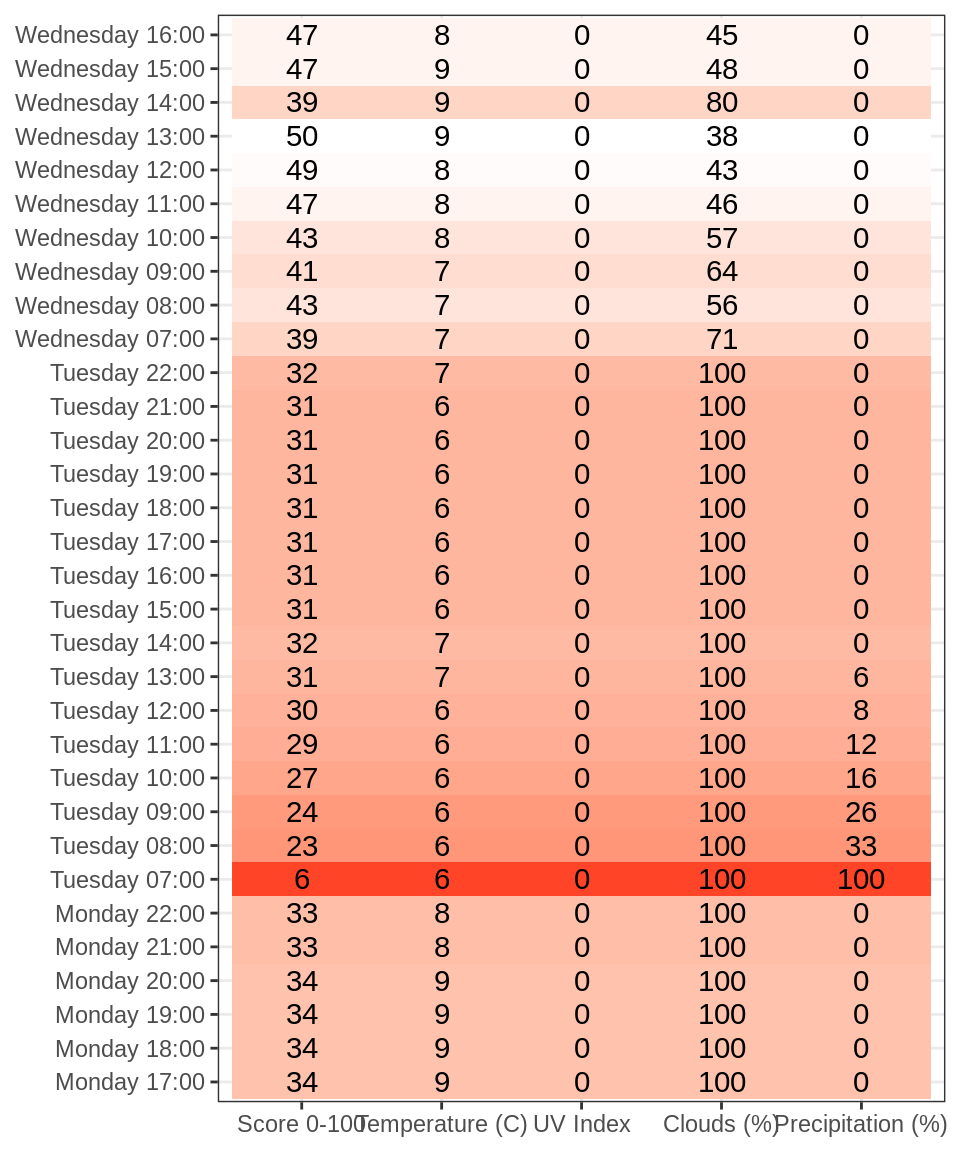 Wednesday 16:00 47 8 0 45 0
Wednesday 15:00 47 9 0 48 0
Wednesday 14:00 39 9 0 80 0
Wednesday 13:00 50 9 0 38 0
Wednesday 12:00 49 8 0 43 0
Wednesday 11:00 47 8 0 46 0
Wednesday 10:00 43 8 0 57 0
Wednesday 09:00 41 7 0 64 0
Wednesday 08:00 43 7 0 56 0
Wednesday 07:00 39 7 0 71 0
Tuesday 22:00 32 7 0 100 0
Tuesday 21:00 31 6 0 100 0
Tuesday 20:00 31 6 0 100 0
Tuesday 19:00 31 6 0 100 0
Tuesday 18:00 31 6 0 100 0
Tuesday 17:00 31 6 0 100 0
Tuesday 16:00 31 6 0 100 0
Tuesday 15:00 31 6 0 100 0
Tuesday 14:00 32 7 0 100 0
Tuesday 13:00 31 7 0 100 6
Tuesday 12:00 30 6 0 100 8
Tuesday 11:00 29 6 0 100 12
Tuesday 10:00 27 6 0 100 16
Tuesday 09:00 24 6 0 100 26
Tuesday 08:00 23 6 0 100 33
Tuesday 07:00 6 6 0 100 100
Monday 22:00 33 8 0 100 0
Monday 21:00 33 8 0 100 0
Monday 20:00 34 9 0 100 0
Monday 19:00 34 9 0 100 0
Monday 18:00 34 9 0 100 0
Monday 17:00 34 9 0 100 0
Score 0-100 Temperature (C) UV Index Clouds (%) Precipitation (%)